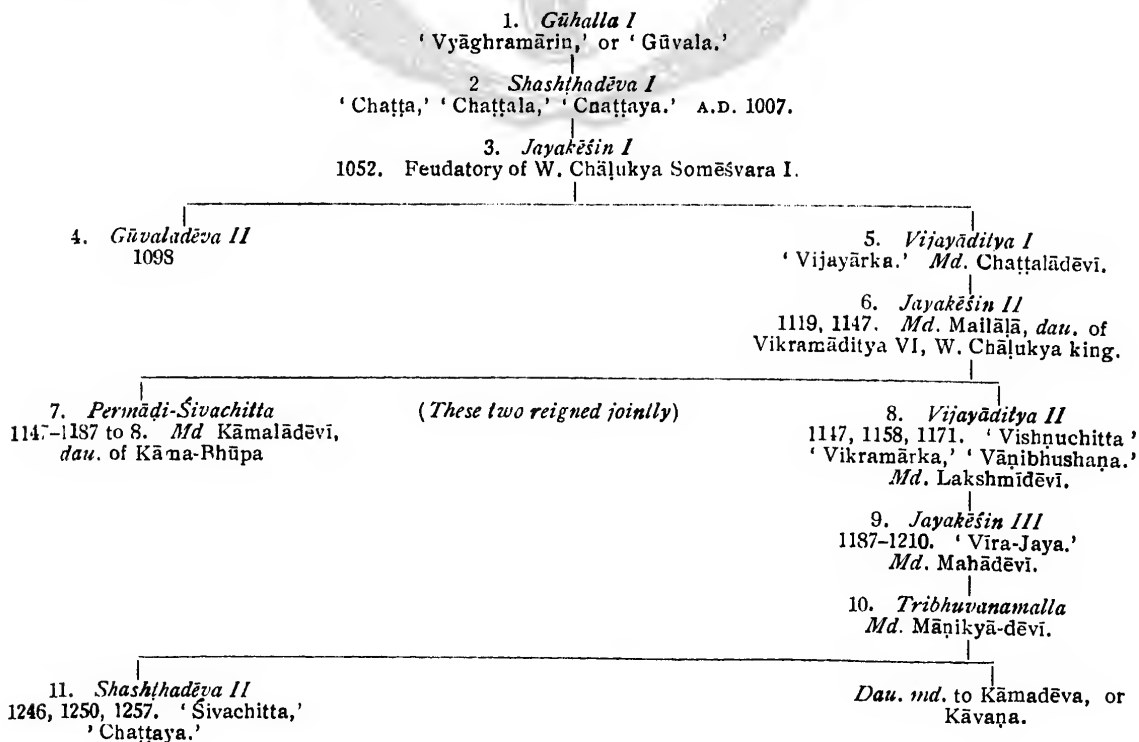 1. Gūhalla I
‘ Vyāghramārin,’ or ‘ Gūvala.’
2 Shashṭhadēva I
‘ Chaṭṭa,’ ‘ Chaṭṭala,’ ‘ Cnaṭṭaya.’ A.D. 1007.
3. Jayakēśin I
1052. Feudatory of W. Chāḷukya Somēśvara I.
4. Gūvaladēva II
1098
5. Vijayāditya I
‘ Vijayārka.’ Md. Chaṭṭalādēvī.
6. Jayakēśin II
1119, 1147. Md. Mailāḷā, dau. of
Vikramāditya VI, W. Chāḷukya king.
7. Permāḍi-Śivachitta
1147–1187 to 8. Md Kāmalādēvī,
dau. of Kāma-Bhūpa
(These two reigned jointly)
8. Vijayāditya II
1147, 1158, 1171. ‘ Vishṇuchitta ’
‘ Vikramārka,’ ‘ Vāṇibhushaṇa.’
Md. Lakshmīdēvī.
9. Jayakēśin III
1187–1210. ‘ Vīra-Jaya.’
Md. Mahādēvī.
10. Tribhuvanamalla
Md. Māṇikyā-dēvī.
11. Shashṭhadēva II
1246, 1250, 1257. ‘ Śivachitta,’
’ Chaṭṭaya.’
Dau. md. to Kāmadēva, or
Kāvaṇa.